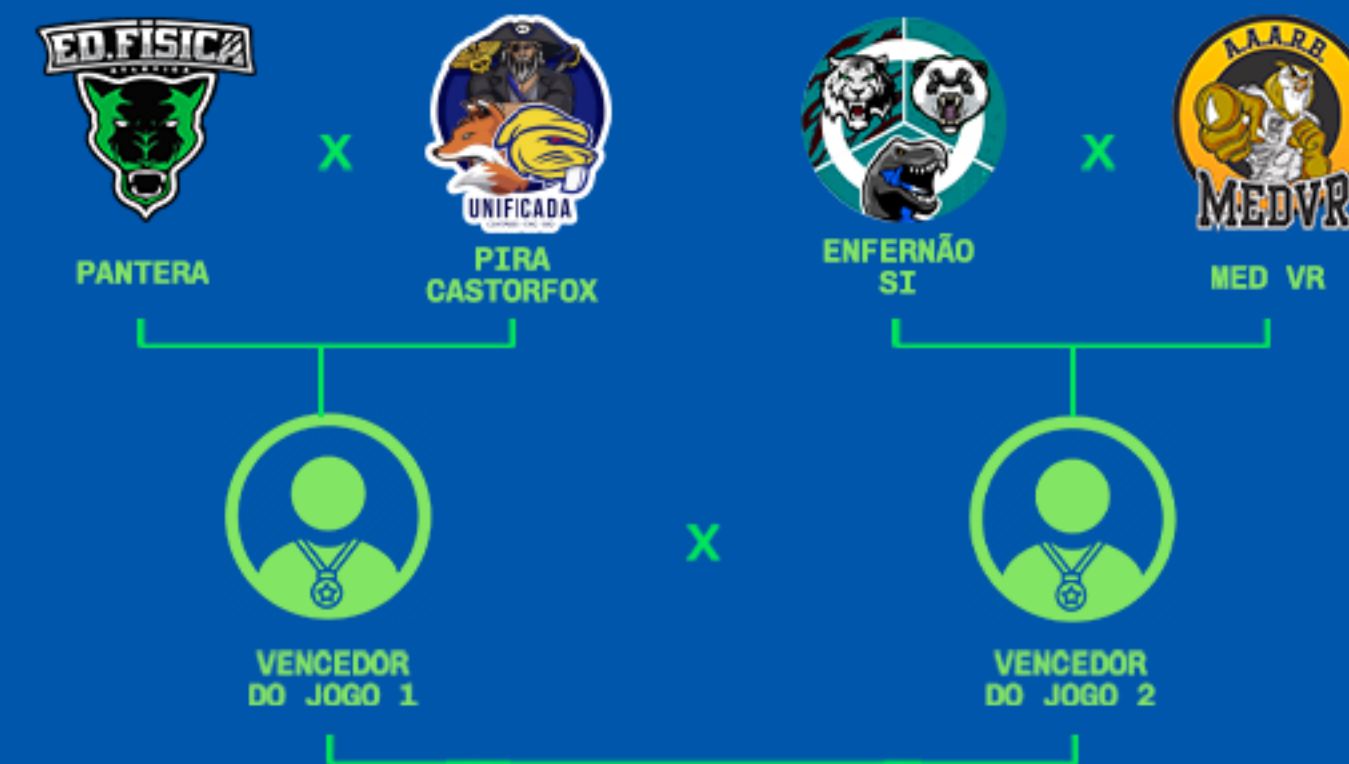 ED.FÍSICA
A.A.A.R.B.
UNIFICADA
MEDVR
X
X
PANTERA
PIRA
CASTORFOX
ENFERNÃO
SI
MED VR
X
VENCEDOR
DO JOGO 1
VENCEDOR
DO JOGO 2